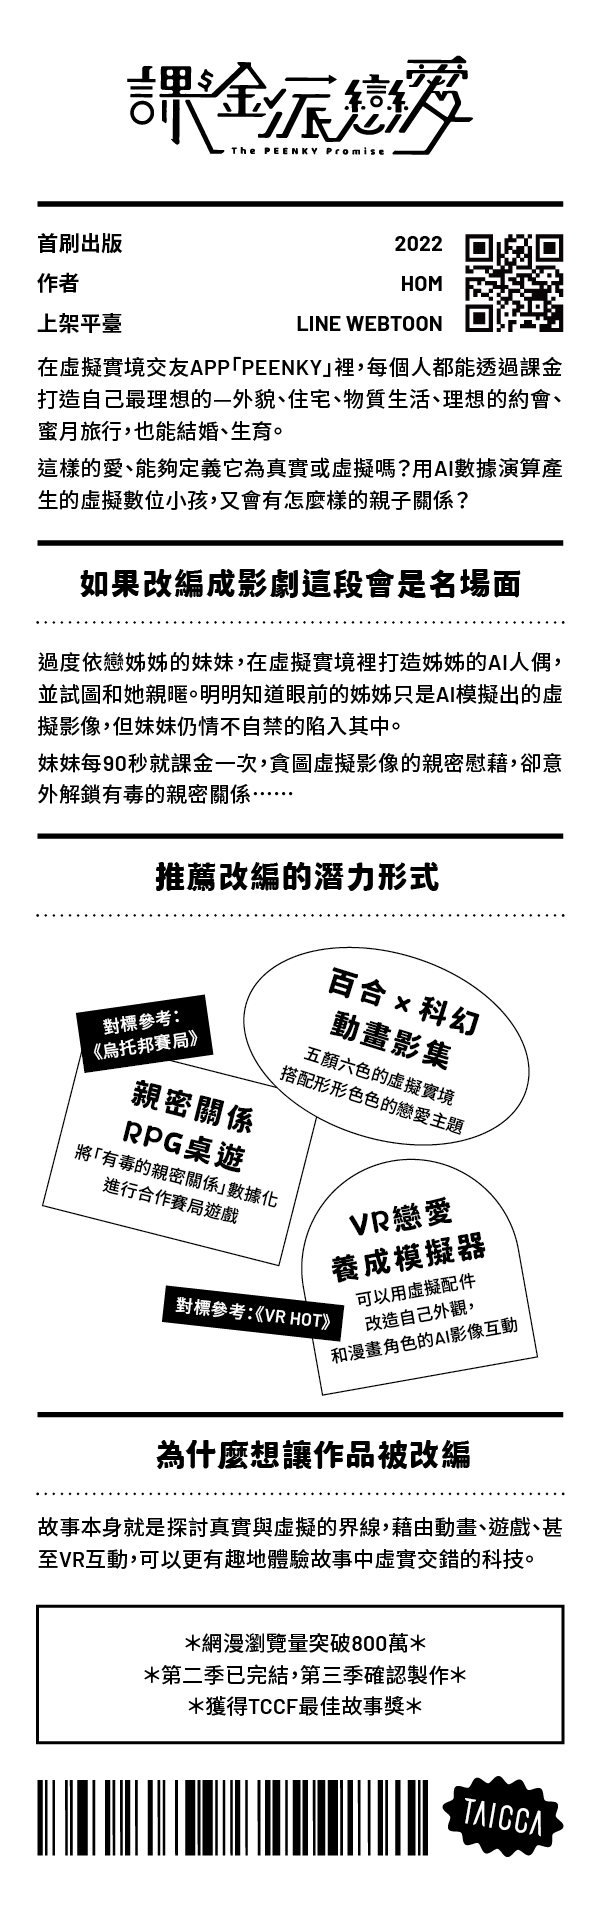 課$金派戀愛
The PEENKY Promise
首刷出版 2022
作者 HOM
上架平臺 LINE WEBTOON
在虛擬實境交友APP「PEENKY」裡，每個人都能透過課金
打造自己最理想的—外貌、住宅、物質生活、理想的約會、
蜜月旅行，也能結婚、生育。
這樣的愛、能夠定義它為真實或虛擬嗎？用AI數據演算產
生的虛擬數位小孩，又會有怎麼樣的親子關係？
如果改編成影劇這段會是名場面
過度依戀姊姊的妹妹，在虛擬實境裡打造姊姊的AI人偶，
並試圖和她親暱。明明知道眼前的姊姊只是AI模擬出的虛
擬影像，但妹妹仍情不自禁的陷入其中。
妹妹每90秒就課金一次，貪圖虛擬影像的親密慰藉，卻意
外解鎖有毒的親密關係⋯⋯
推薦改編的潛力形式
百合 × 科幻
動畫影集
五顏六色的虛擬實境
搭配形形色色的戀愛主題
對標參考：
《烏托邦賽局》
親密關係
RPG桌遊
將「有毒的親密關係」數據化
進行合作賽局遊戲
VR戀愛
養成模擬器
可以用虛擬配件
改造自己外觀，
和漫畫角色的AI影像互動
對標參考：《VR HOT》
為什麼想讓作品被改編
故事本身就是探討真實與虛擬的界線，藉由動畫、遊戲、甚
至VR互動，可以更有趣地體驗故事中虛實交錯的科技。
＊網漫瀏覽量突破800萬＊
＊第二季已完結，第三季確認製作＊
＊獲得TCCF最佳故事獎＊
TAICCA